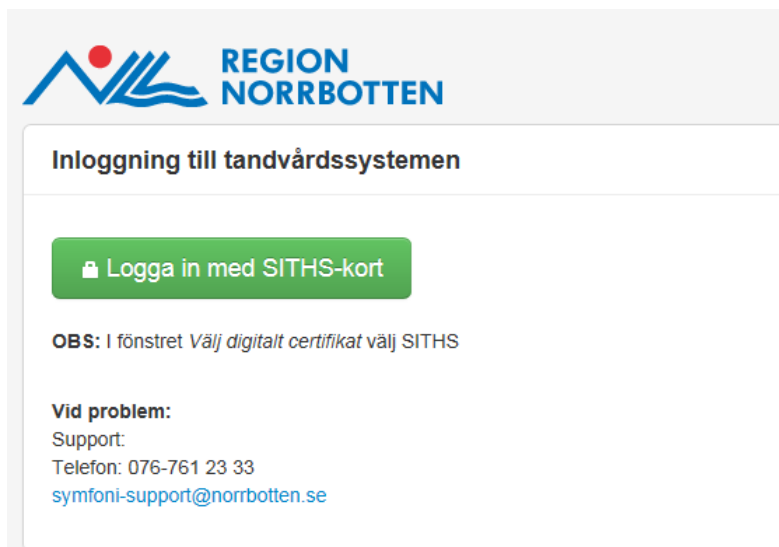 REGION
NORRBOTTEN
Inloggning till tandvårdssystemen
Logga in med SITHS-kort
OBS: I fönstret Välj digitalt certifikat välj SITHS
Vid problem:
Support:
Telefon: 076-761 23 33
symfoni-support@norrbotten.se